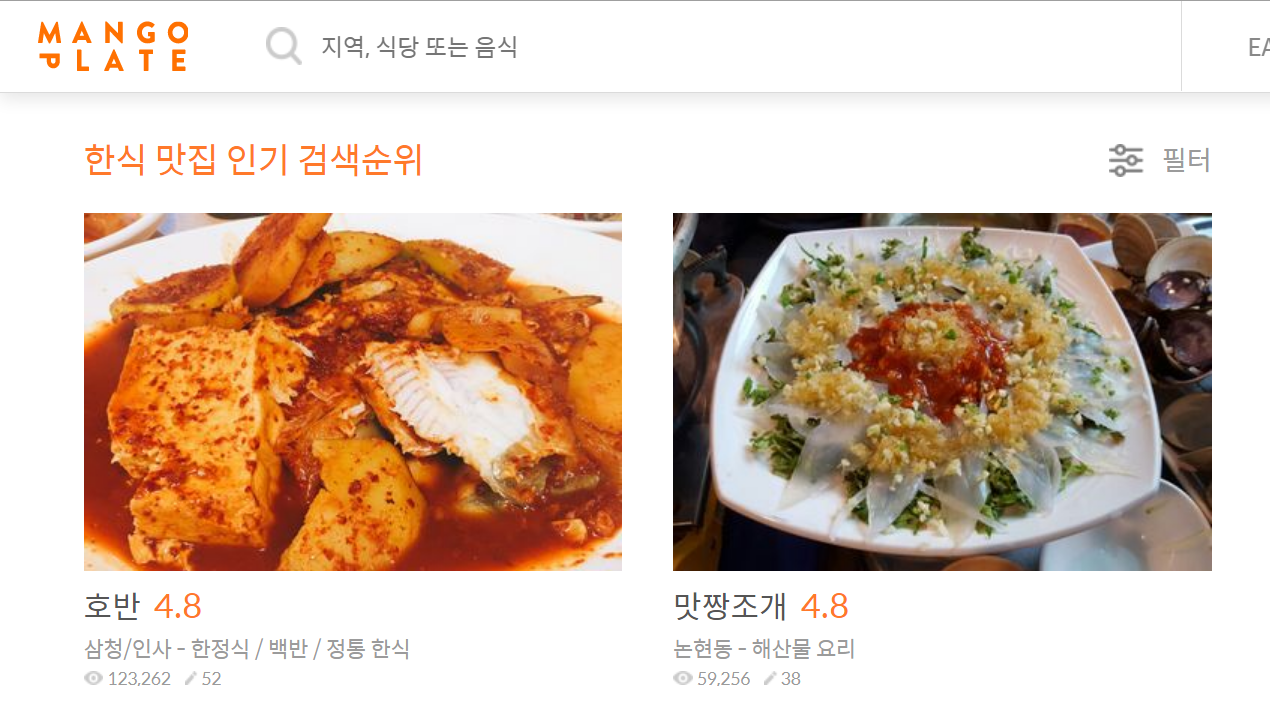 MANGO
PLATE
지역, 식당 또는 음식
EA
한식 맛집 인기 검색순위
필터
호반 4.8
삼청/인사 - 한정식 / 백반 / 정통 한식
123,262 52
맛짱조개 4.8
논현동 - 해산물 요리
59,256 38